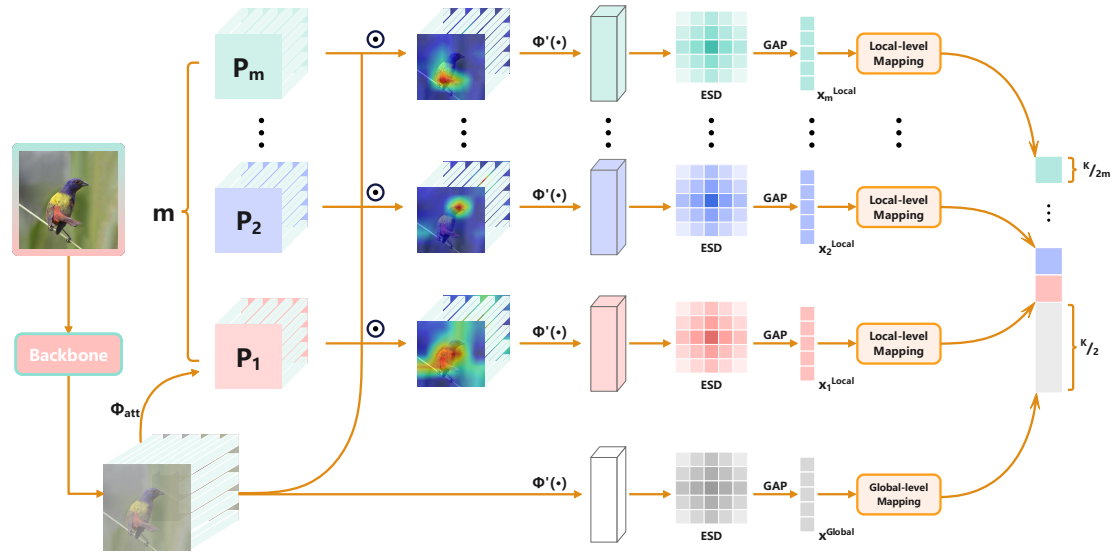 P_m
⊙
Φ'(•)
ESD
GAP
x_m^Local
Local-level
Mapping
K/2m
m
P_2
⊙
Φ'(•)
ESD
GAP
x_2^Local
Local-level
Mapping
Backbone
P_1
⊙
Φ'(•)
ESD
GAP
x_1^Local
Local-level
Mapping
K/2
Φ_att
Φ'(•)
ESD
GAP
x^Global
Global-level
Mapping